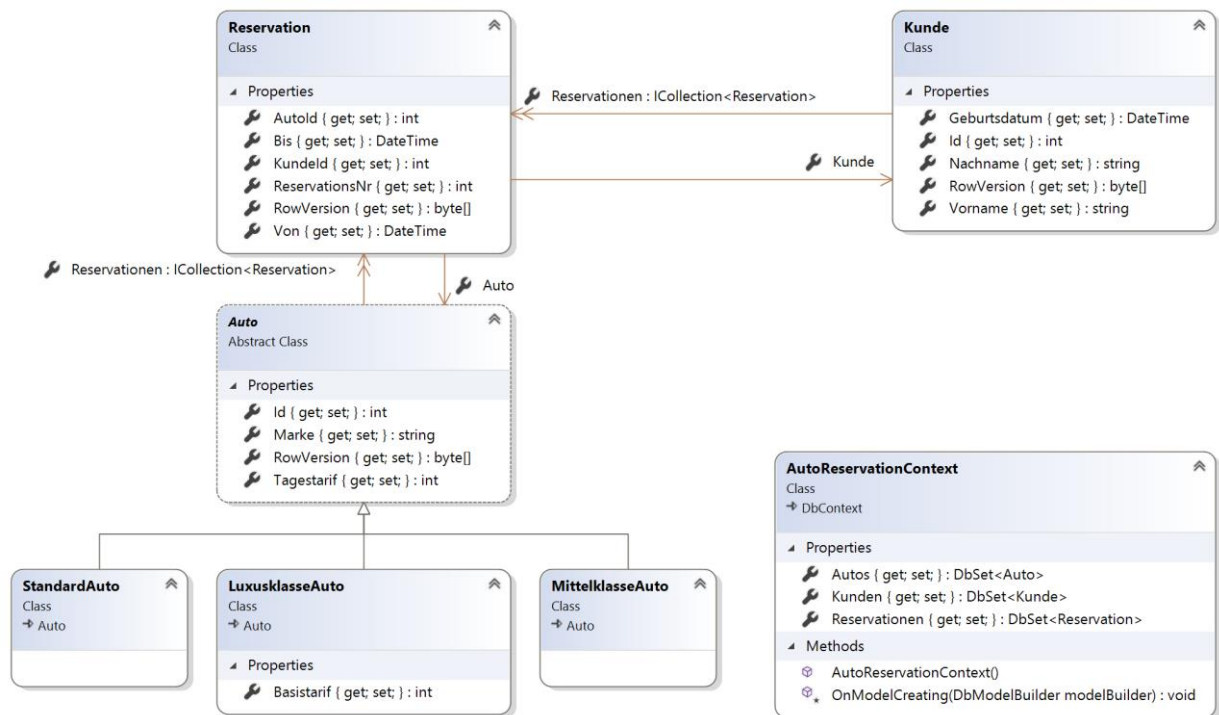 Reservation
Class
Properties
AutoId { get; set; } : int
Bis { get; set; } : DateTime
KundeId { get; set; } : int
ReservationsNr { get; set; } : int
RowVersion { get; set; } : byte[]
Von { get; set; } : DateTime
Reservationen : ICollection<Reservation>
Kunde
Kunde
Class
Properties
Geburtsdatum { get; set; } : DateTime
Id { get; set; } : int
Nachname { get; set; } : string
RowVersion { get; set; } : byte[]
Vorname { get; set; } : string
Reservationen : ICollection<Reservation>
Auto
Auto
Abstract Class
Properties
Id { get; set; } : int
Marke { get; set; } : string
RowVersion { get; set; } : byte[]
Tagestarif { get; set; } : int
StandardAuto
Class
Auto
LuxusklasseAuto
Class
Auto
Properties
Basistarif { get; set; } : int
MittelklasseAuto
Class
Auto
AutoReservationContext
Class
DbContext
Properties
Autos { get; set; } : DbSet<Auto>
Kunden { get; set; } : DbSet<Kunde>
Reservationen { get; set; } : DbSet<Reservation>
Methods
AutoReservationContext()
OnModelCreating(DbModelBuilder modelBuilder) : void